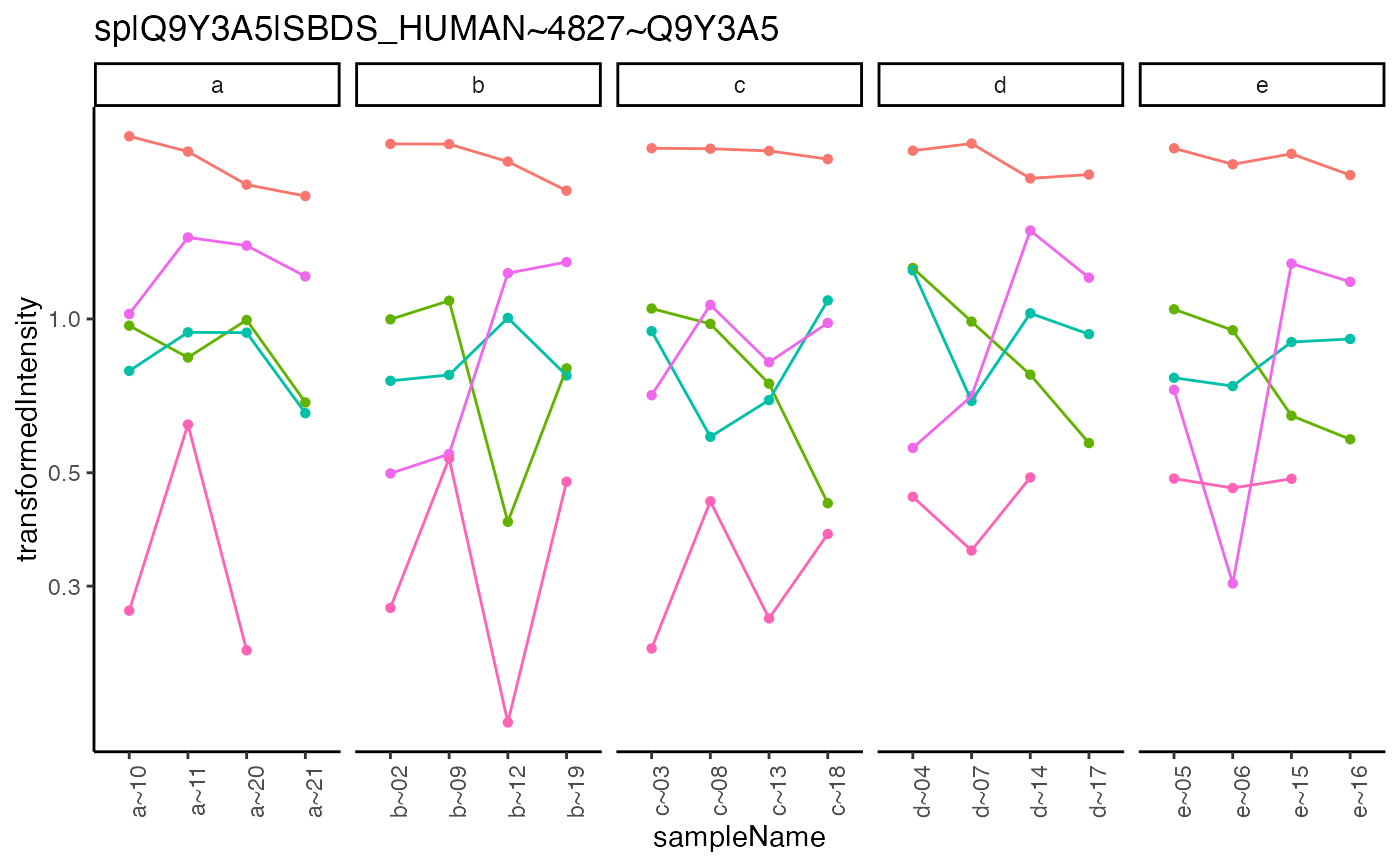 sp|Q9Y3A5|SBDS_HUMAN~4827~Q9Y3A5
a b c d e
transformedIntensity
1.0
0.5
0.3
a~10 a~11 a~20 a~21 b~02 b~09 b~12 b~19 c~03 c~08 c~13 c~18 d~04 d~07 d~14 d~17 e~05 e~06 e~15 e~16
sampleName